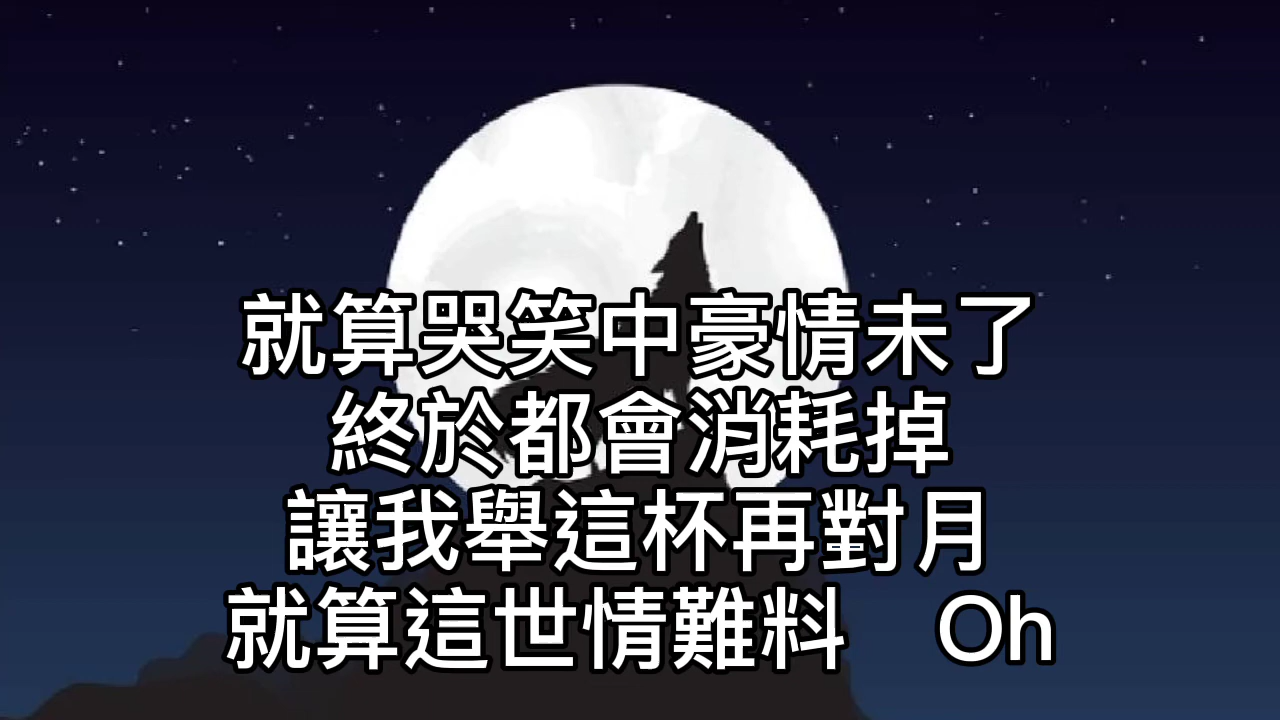 就算哭笑中豪情未了
終於都會消耗掉
讓我舉這杯再對月
就算這世情難料　Oh